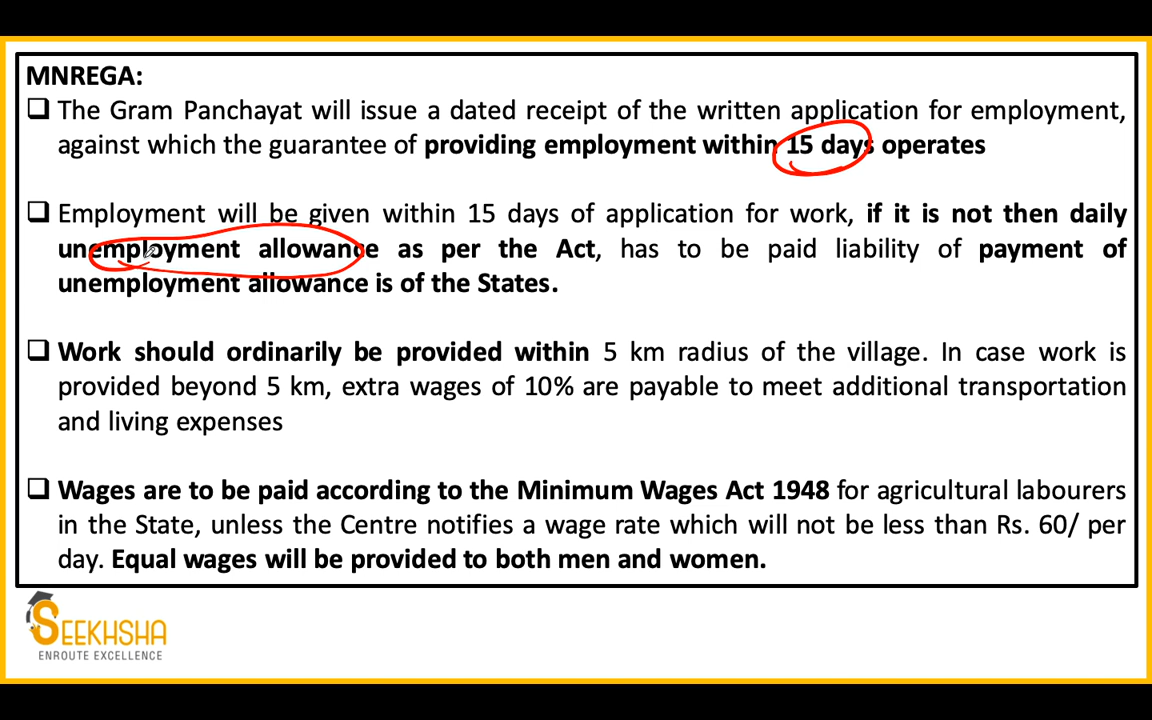 MNREGA:
❑ The Gram Panchayat will issue a dated receipt of the written application for employment,
against which the guarantee of providing employment within 15 days operates
❑ Employment will be given within 15 days of application for work, if it is not then daily
unemployment allowance as per the Act, has to be paid liability of payment of
unemployment allowance is of the States.
❑ Work should ordinarily be provided within 5 km radius of the village. In case work is
provided beyond 5 km, extra wages of 10% are payable to meet additional transportation
and living expenses
❑ Wages are to be paid according to the Minimum Wages Act 1948 for agricultural labourers
in the State, unless the Centre notifies a wage rate which will not be less than Rs. 60/ per
day. Equal wages will be provided to both men and women.
SEEKHSHA
ENROUTE EXCELLENCE